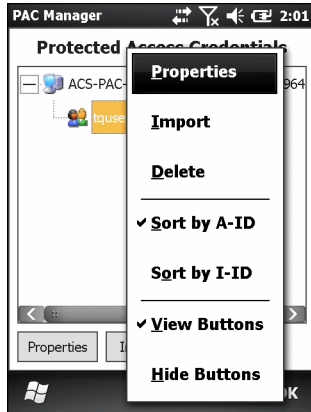 PAC Manager 2:01
Protected Access Credentials
ACS-PAC- 964
tquse
Properties
Import
Delete
Sort by A-ID
Sort by I-ID
View Buttons
Hide Buttons
Properties